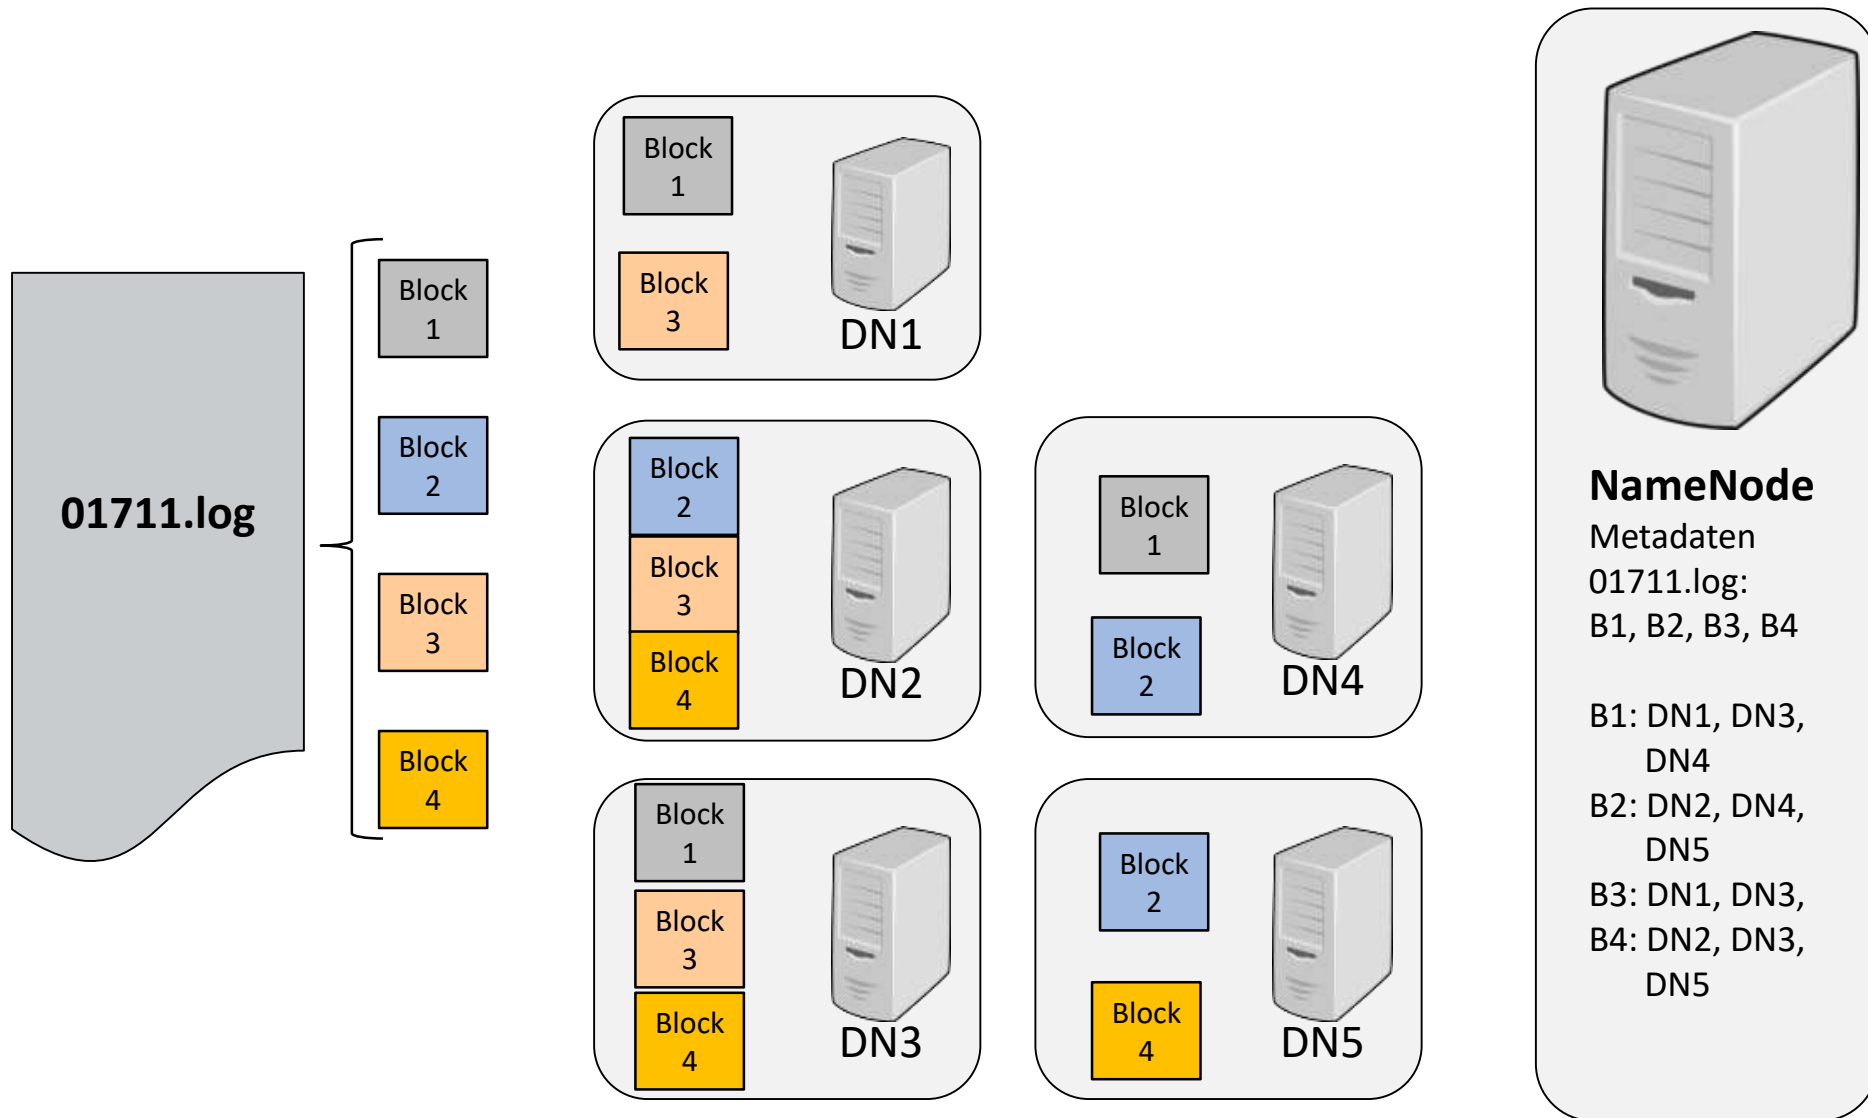 01711.log
Block
1
Block
2
Block
3
Block
4
Block
1
Block
3
DN1
Block
2
Block
3
Block
4
DN2
Block
1
Block
3
Block
4
DN3
Block
1
Block
2
DN4
Block
2
Block
4
DN5
NameNode
Metadaten
01711.log:
B1, B2, B3, B4
B1: DN1, DN3,
DN4
B2: DN2, DN4,
DN5
B3: DN1, DN3,
B4: DN2, DN3,
DN5